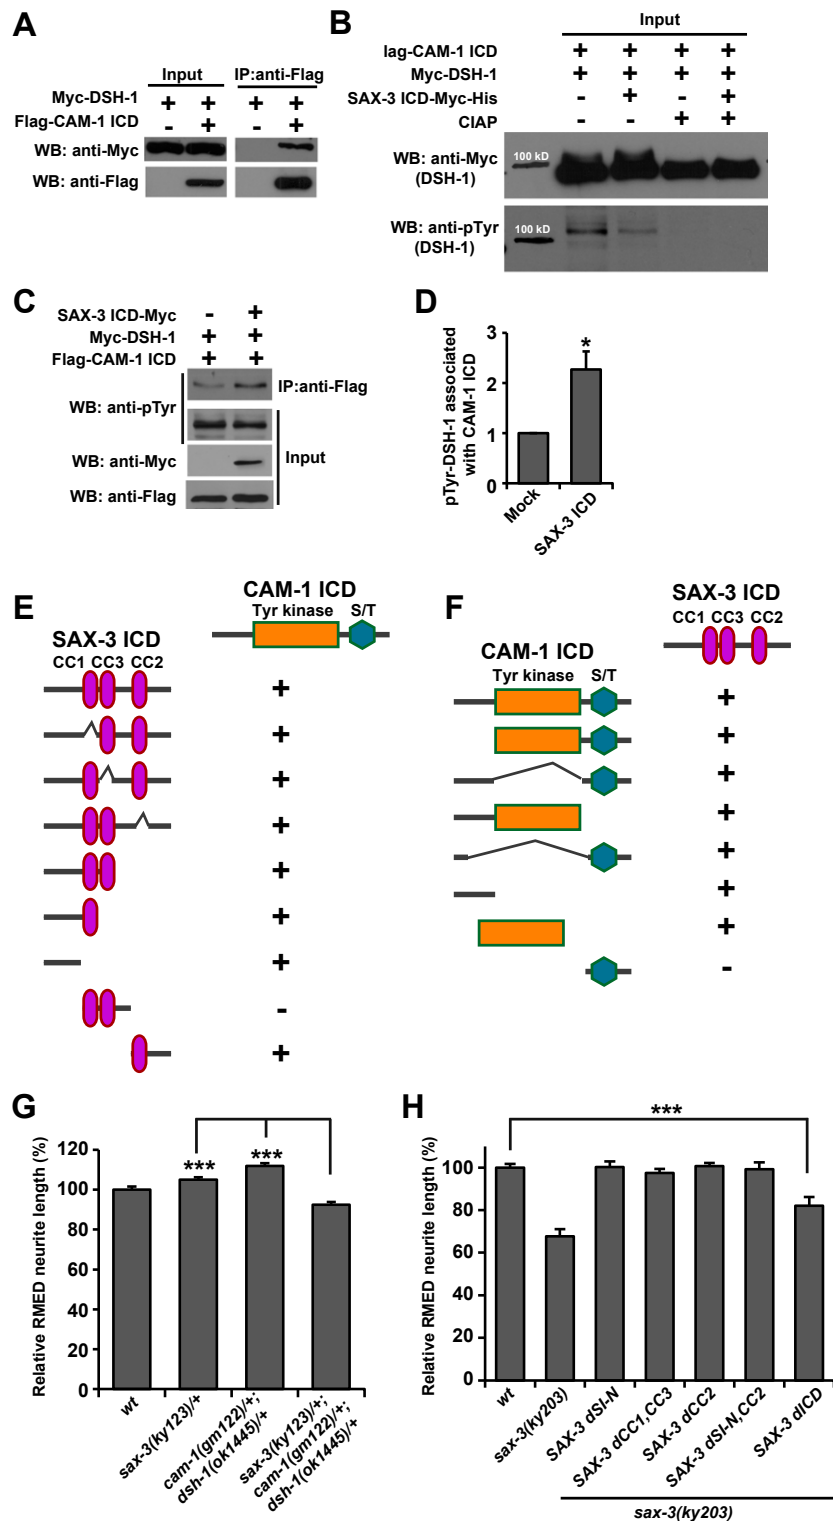 A
Input IP:anti-Flag
Myc-DSH-1 + + + +
Flag-CAM-1 ICD - + - +
WB: anti-Myc
WB: anti-Flag
B
Input
lag-CAM-1 ICD + + + +
Myc-DSH-1 + + + +
SAX-3 ICD-Myc-His - + - +
CIAP - - + +
WB: anti-Myc
(DSH-1)
100 kD
WB: anti-pTyr
(DSH-1)
100 kD
C
SAX-3 ICD-Myc - +
Myc-DSH-1 + +
Flag-CAM-1 ICD + +
WB: anti-pTyr
IP:anti-Flag
WB: anti-Myc
Input
WB: anti-Flag
D
pTyr-DSH-1 associated
with CAM-1 ICD
3
2
1
0
*
Mock
SAX-3 ICD
E
CAM-1 ICD
Tyr kinase S/T
SAX-3 ICD
CC1 CC3 CC2
+
+
+
+
+
+
+
-
+
F
SAX-3 ICD
CC1 CC3 CC2
CAM-1 ICD
Tyr kinase S/T
+
+
+
+
+
+
+
-
G
Relative RMED neurite length (%)
120
100
80
60
40
20
0
*** ***
wt
sax-3(ky123)/+
cam-1(gm122)/+;
dsh-1(ok1445)/+
sax-3(ky123)/+;
cam-1(gm122)/+;
dsh-1(ok1445)/+
H
Relative RMED neurite length (%)
100
80
60
40
20
0
***
wt
sax-3(ky203)
SAX-3 dSI-N
SAX-3 dCC1,CC3
SAX-3 dCC2
SAX-3 dSI-N,CC2
SAX-3 dICD
sax-3(ky203)